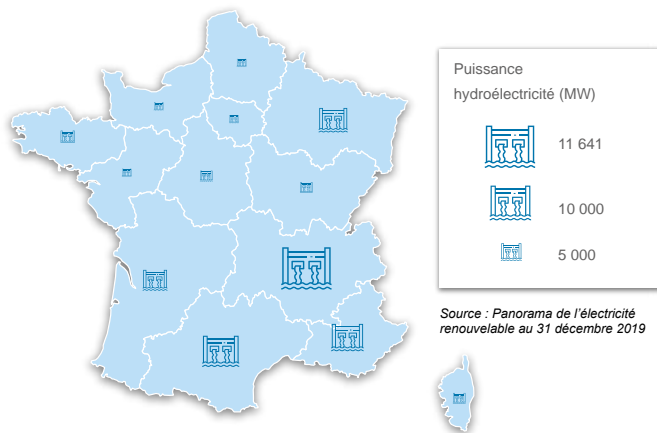 Puissance
hydroélectricité (MW)
11 641
10 000
5 000
Source : Panorama de l'électricité
renouvelable au 31 décembre 2019